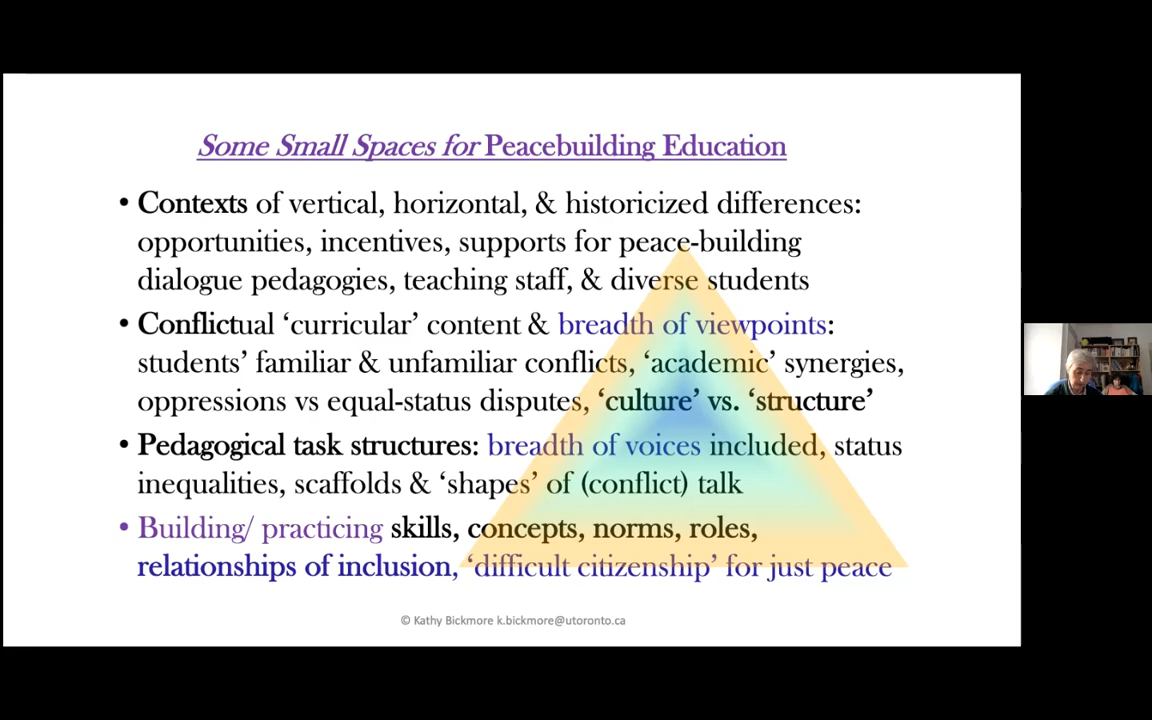 Some Small Spaces for Peacebuilding Education
• Contexts of vertical, horizontal, & historicized differences:
opportunities, incentives, supports for peace-building
dialogue pedagogies, teaching staff, & diverse students
• Conflictual ‘curricular’ content & breadth of viewpoints:
students’ familiar & unfamiliar conflicts, ‘academic’ synergies,
oppressions vs equal-status disputes, ‘culture’ vs. ‘structure’
• Pedagogical task structures: breadth of voices included, status
inequalities, scaffolds & ‘shapes’ of (conflict) talk
• Building/ practicing skills, concepts, norms, roles,
relationships of inclusion, ‘difficult citizenship’ for just peace
© Kathy Bickmore k.bickmore@utoronto.ca